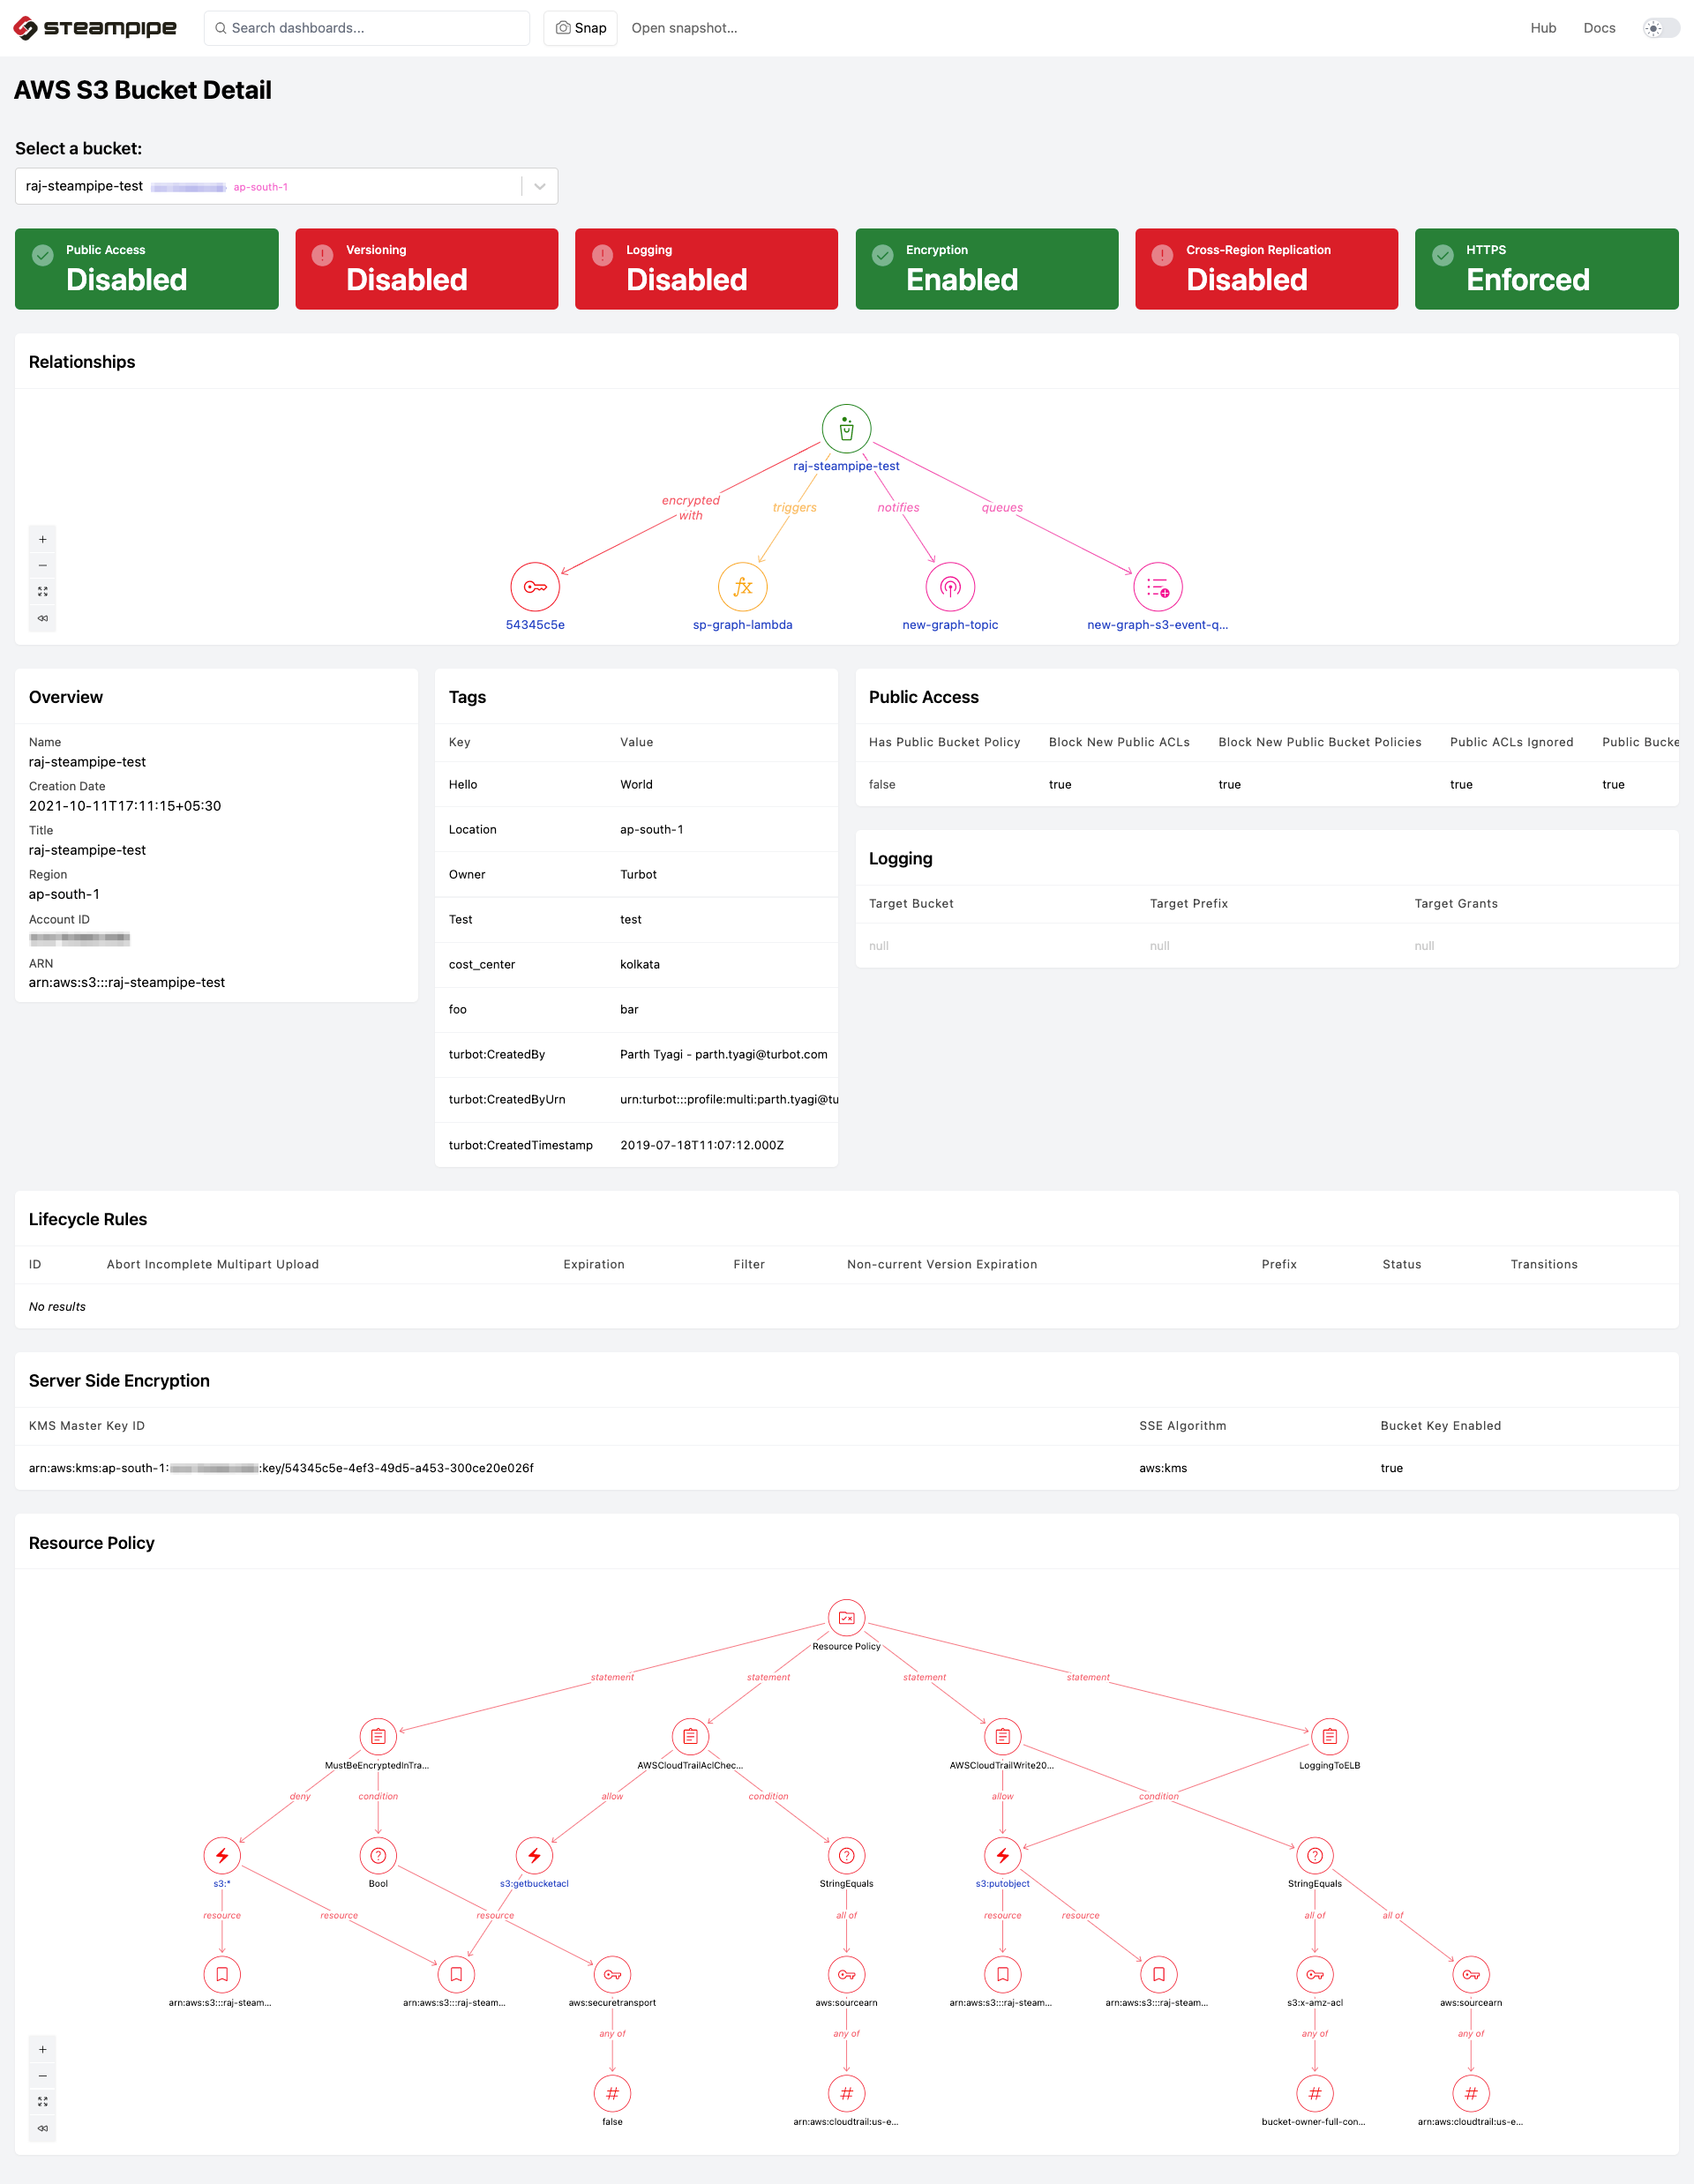 steampipe
Search dashboards...
Snap
Open snapshot...
Hub
Docs
AWS S3 Bucket Detail
Select a bucket:
raj-steampipe-test ap-south-1
Public Access
Disabled
Versioning
Disabled
Logging
Disabled
Encryption
Enabled
Cross-Region Replication
Disabled
HTTPS
Enforced
Relationships
raj-steampipe-test
encrypted
with
triggers
notifies
queues
54345c5e
sp-graph-lambda
new-graph-topic
new-graph-s3-event-q...
Overview
Name
raj-steampipe-test
Creation Date
2021-10-11T17:11:15+05:30
Title
raj-steampipe-test
Region
ap-south-1
Account ID
ARN
arn:aws:s3:::raj-steampipe-test
Tags
Key Value
Hello World
Location ap-south-1
Owner Turbot
Test test
cost_center kolkata
foo bar
turbot:CreatedBy Parth Tyagi - parth.tyagi@turbot.com
turbot:CreatedByUrn urn:turbot:::profile:multi:parth.tyagi@tu
turbot:CreatedTimestamp 2019-07-18T11:07:12.000Z
Public Access
Has Public Bucket Policy Block New Public ACLs Block New Public Bucket Policies Public ACLs Ignored Public Bucke
false true true true true
Logging
Target Bucket Target Prefix Target Grants
null null null
Lifecycle Rules
ID Abort Incomplete Multipart Upload Expiration Filter Non-current Version Expiration Prefix Status Transitions
No results
Server Side Encryption
KMS Master Key ID SSE Algorithm Bucket Key Enabled
arn:aws:kms:ap-south-1: :key/54345c5e-4ef3-49d5-a453-300ce20e026f aws:kms true
Resource Policy
Resource Policy
statement statement statement statement
MustBeEncryptedInTra... AWSCloudTrailAclChec... AWSCloudTrailWrite20... LoggingToELB
deny condition allow condition allow condition
s3:* Bool s3:getbucketacl StringEquals s3:putobject StringEquals
resource resource resource all of resource resource all of all of
arn:aws:s3:::raj-steam... arn:aws:s3:::raj-steam... aws:securetransport aws:sourcearn arn:aws:s3:::raj-steam... arn:aws:s3:::raj-steam... s3:x-amz-acl aws:sourcearn
any of any of any of any of
false arn:aws:cloudtrail:us-e... bucket-owner-full-con... arn:aws:cloudtrail:us-e...